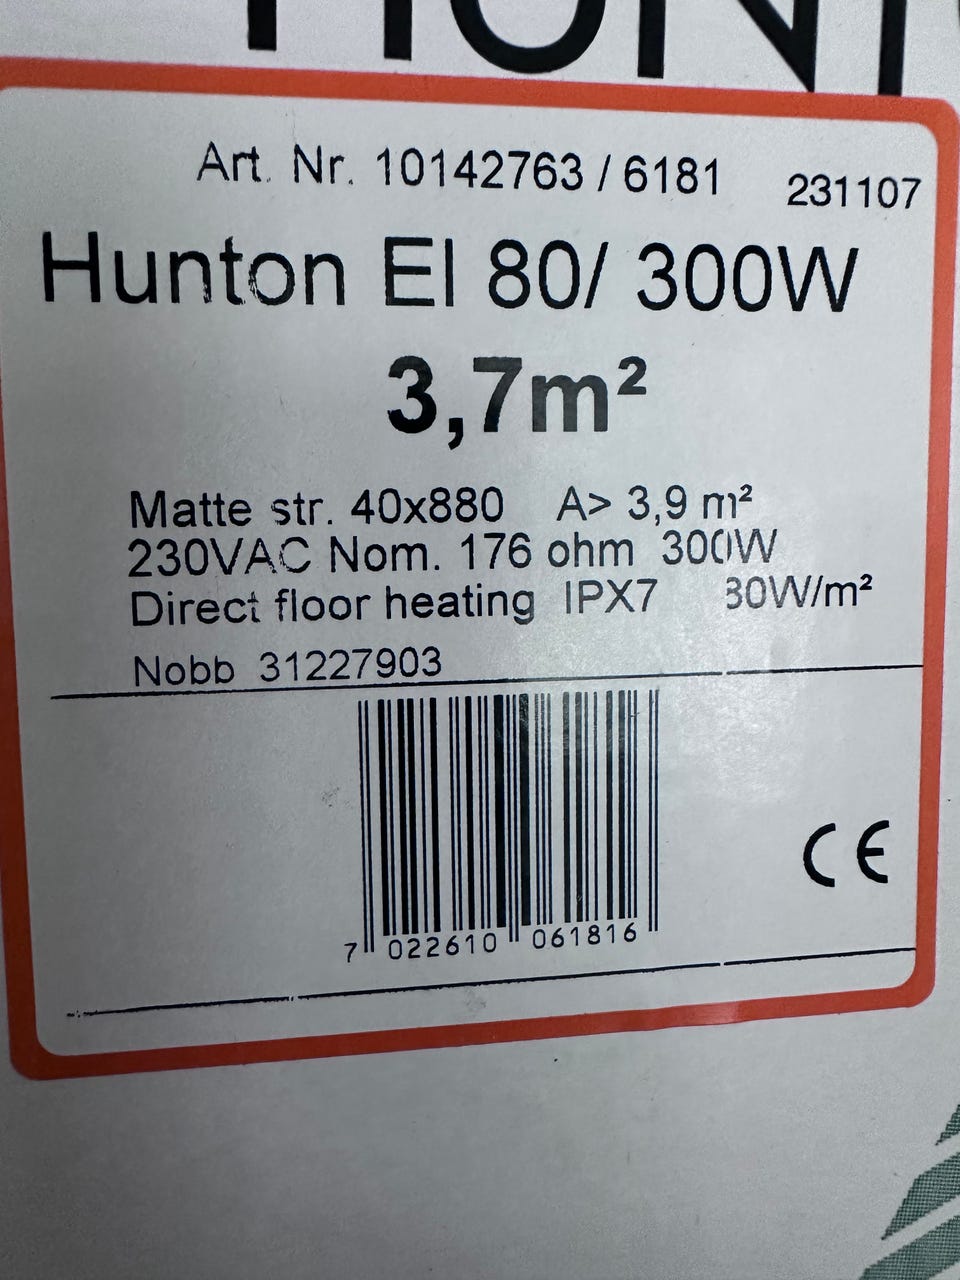 Art. Nr. 10142763 / 6181 231107
Hunton El 80/ 300W
3,7m²
Matte str. 40x880 A> 3,9 m²
230VAC Nom. 176 ohm 300W
Direct floor heating IPX7 80W/m²
Nobb 31227903
7 022610 061816
CE